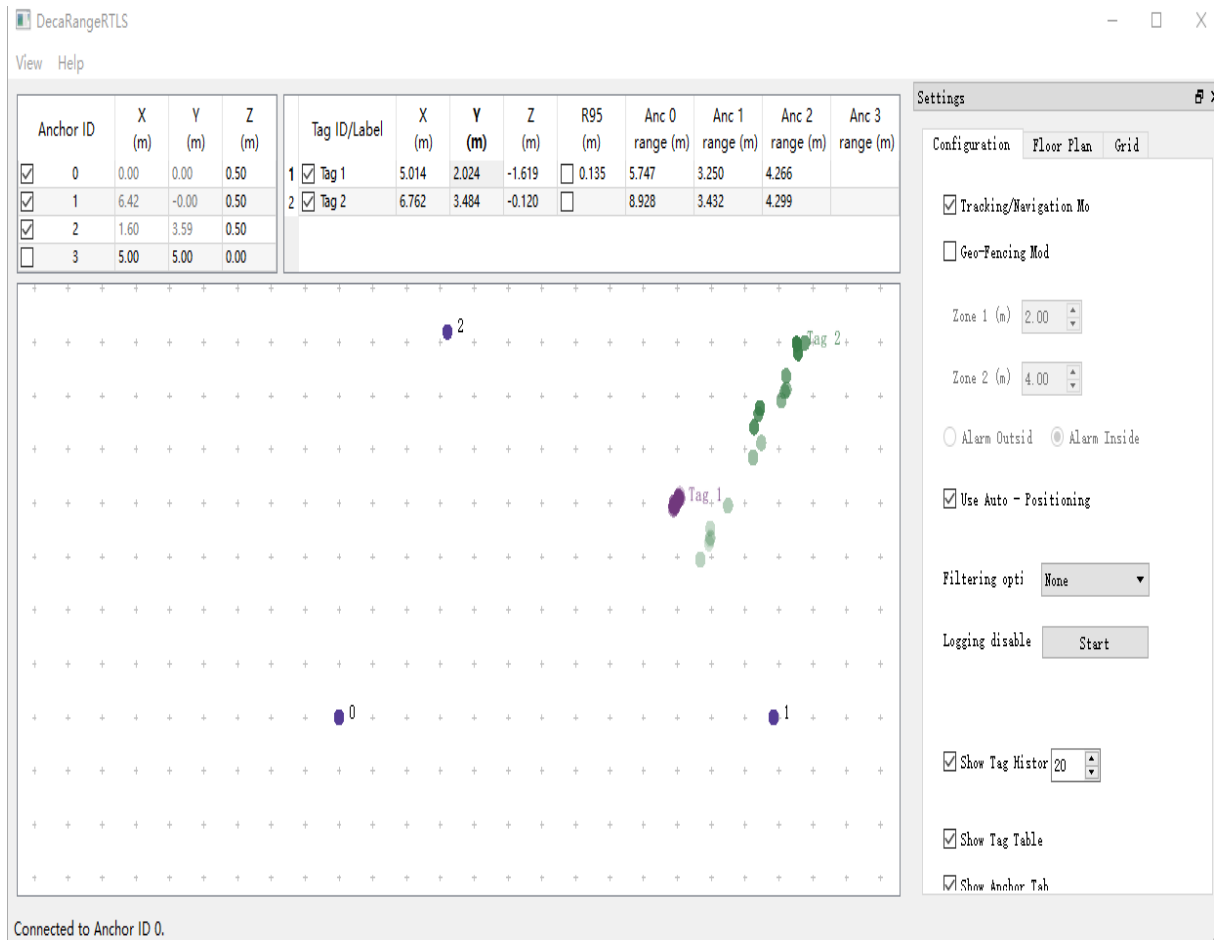 DecaRangeRTLS
View Help
Anchor ID X (m) Y (m) Z (m)
0 0.00 0.00 0.50
1 6.42 -0.00 0.50
2 1.60 3.59 0.50
3 5.00 5.00 0.00
Tag ID/Label X (m) Y (m) Z (m) R95 (m) Anc 0 range (m) Anc 1 range (m) Anc 2 range (m) Anc 3 range (m)
1 Tag 1 5.014 2.024 -1.619 0.135 5.747 3.250 4.266
2 Tag 2 6.762 3.484 -0.120 8.928 3.432 4.299
2
Tag 2
Tag 1
0
1
Settings
Configuration Floor Plan Grid
Tracking/Navigation Mo
Geo-Fencing Mod
Zone 1 (m) 2.00
Zone 2 (m) 4.00
Alarm Outsid Alarm Inside
Use Auto - Positioning
Filtering opti None
Logging disable Start
Show Tag Histor 20
Show Tag Table
Show Anchor Tab
Connected to Anchor ID 0.